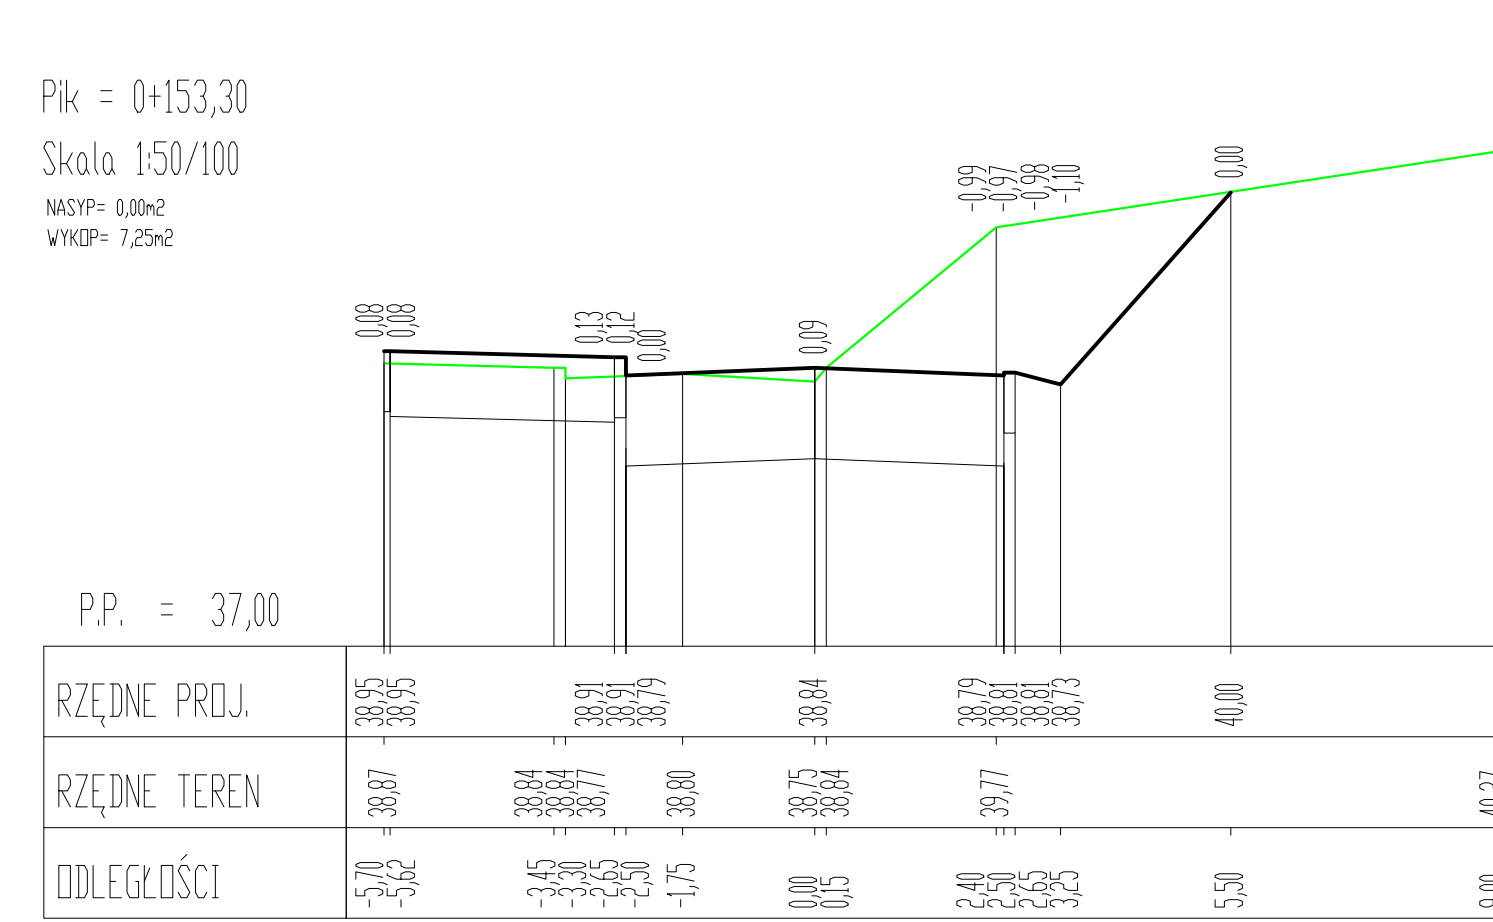 Pik = 0+153,30
Skala 1:50/100
NASYP= 0,00m2
WYKOP= 7,25m2
-0,99 -0,97 -0,98 -1,10 0,00
0,08 0,08 0,13 0,12 0,00 0,09
P.P. = 37,00
RZĘDNE PROJ. 38,95 38,95 38,91 38,91 38,79 38,84 38,79 38,81 38,81 38,73 40,00
RZĘDNE TEREN 38,87 38,84 38,84 38,77 38,80 38,75 38,84 39,77
ODLEGŁOŚCI -5,70 -5,62 -3,45 -3,30 -2,65 -2,50 -1,75 0,00 0,15 2,40 2,50 2,65 3,25 5,50